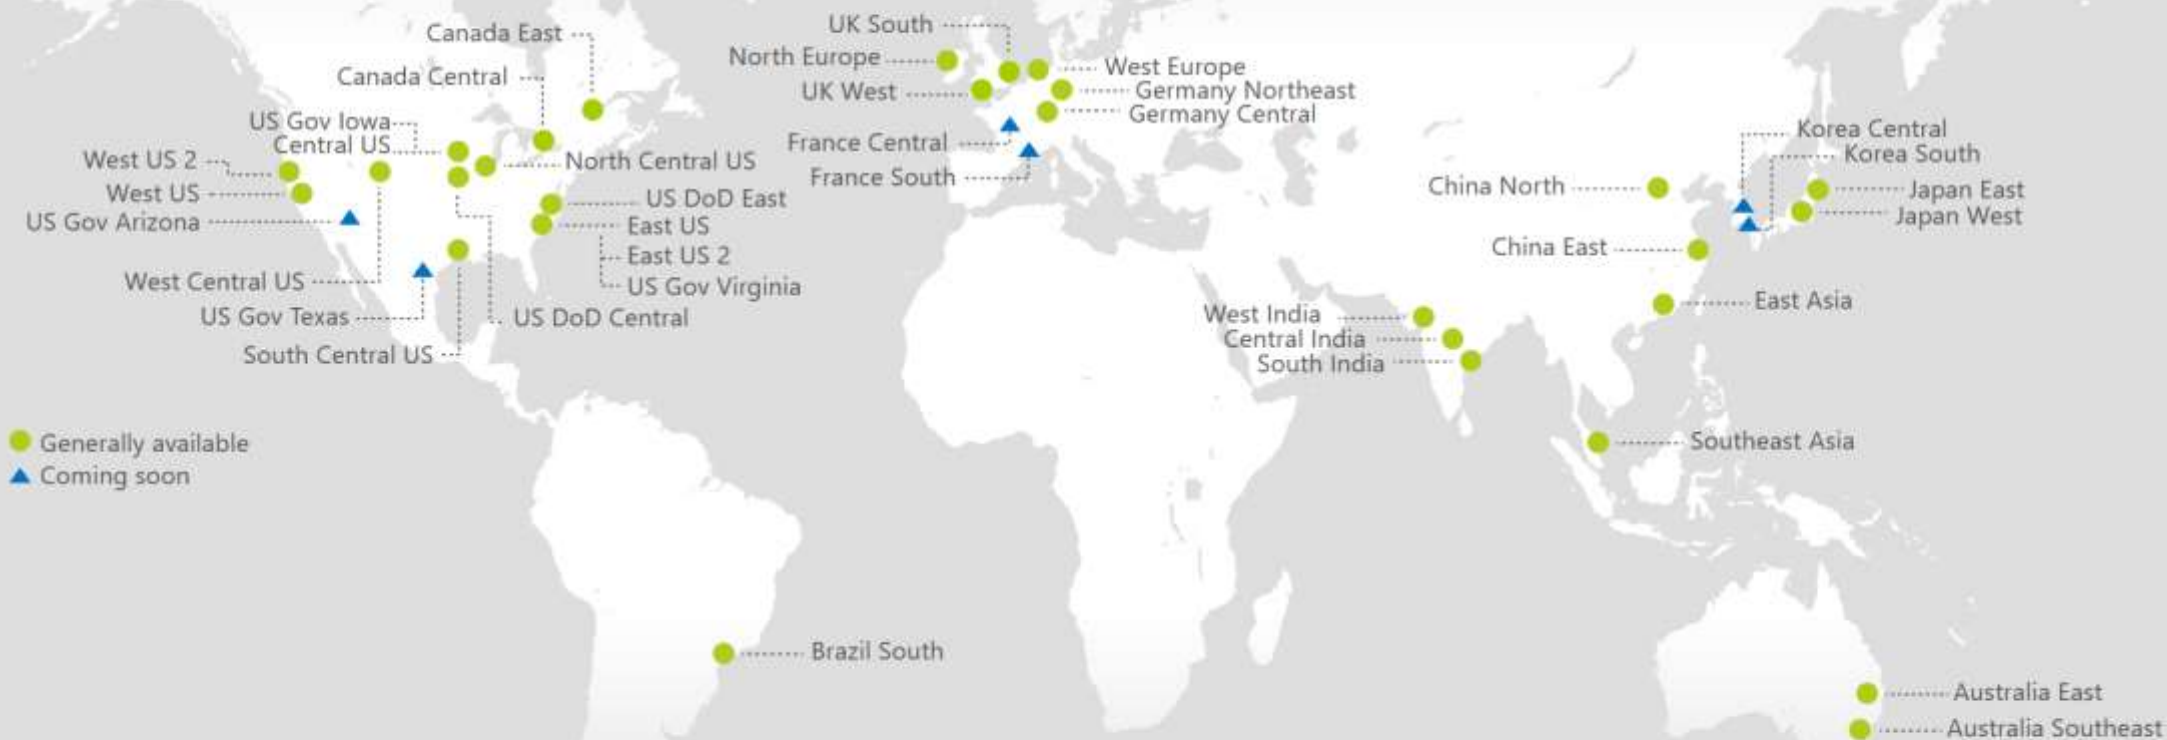 Canada East
Canada Central
US Gov Iowa
Central US
West US 2
North Central US
West US
US DoD East
US Gov Arizona
East US
East US 2
West Central US
US Gov Virginia
US Gov Texas
US DoD Central
South Central US
Generally available
Coming soon
Brazil South
UK South
North Europe
West Europe
UK West
Germany Northeast
Germany Central
France Central
France South
Korea Central
Korea South
China North
Japan East
Japan West
China East
East Asia
West India
Central India
South India
Southeast Asia
Australia East
Australia Southeast